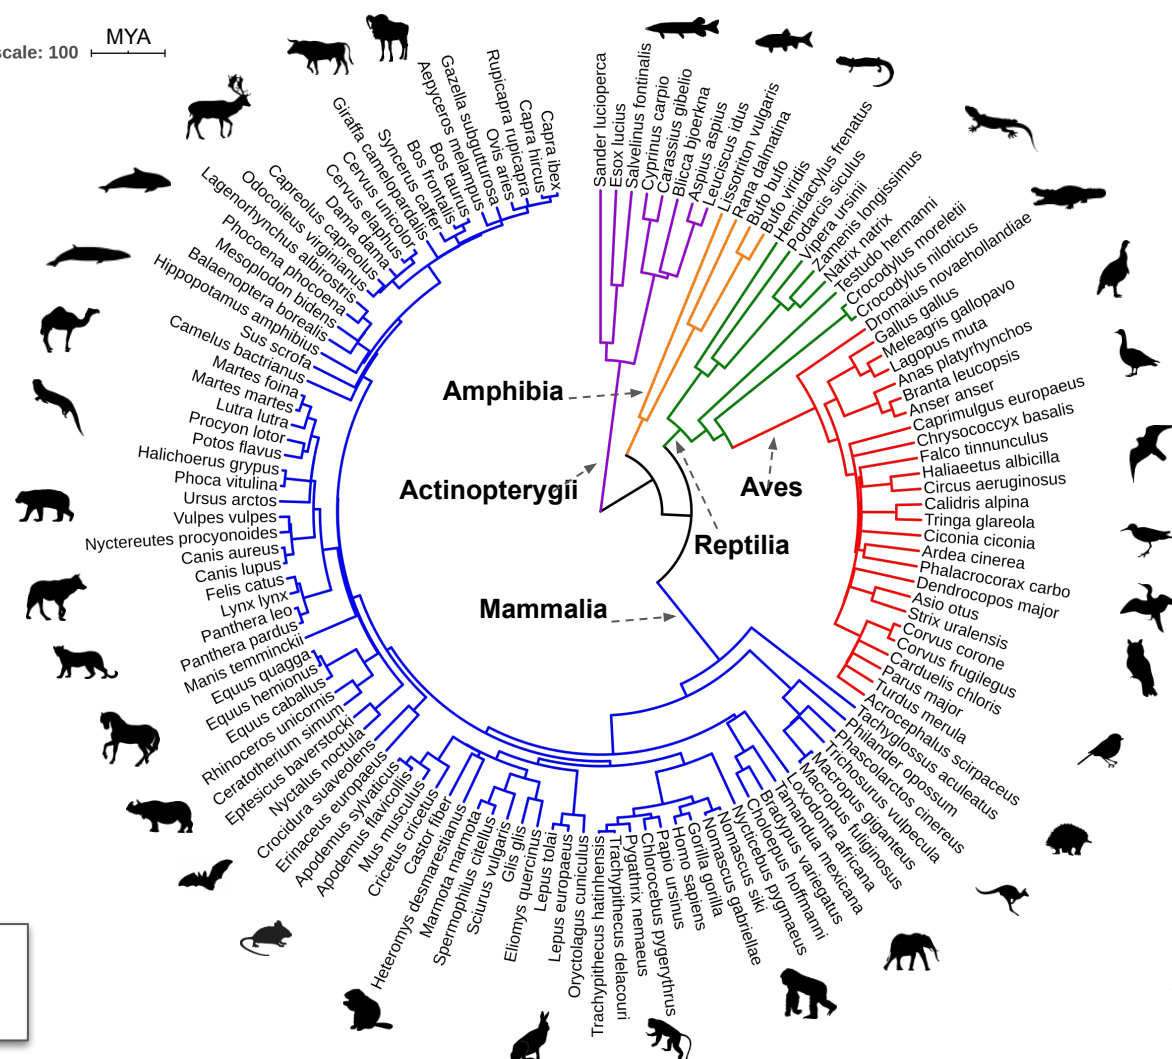 scale: 100
MYA
Sander lucioperca
Esox lucius
Salvelinus fontinalis
Cyprinus carpio
Carassius gibelio
Blicca bjoerkna
Aspius aspius
Leuciscus idus
Lissotriton vulgaris
Rana dalmatina
Bufo bufo
Bufo viridis
Hemidactylus frenatus
Podarcis siculus
Vypera ursinii
Zamenis longissimus
Natrix natrix
Testudo hermanni
Crocodylus moreletii
Crocodylus niloticus
Dromaius novaehollandiae
Gallus gallus
Meleagris gallopavo
Lagopus muta
Anas platyrhynchos
Branta leucopsis
Anser anser
Caprimulgus europaeus
Chrysococcyx basalis
Falco tinnunculus
Haliaeetus albicilla
Circus aeruginosus
Calidris alpina
Tringa glareola
Ciconia ciconia
Ardea cinerea
Phalacrocorax carbo
Dendrocopos major
Asio otus
Strix uralensis
Corvus corone
Corvus frugilegus
Carduelis chloris
Parus major
Turdus merula
Acrocephalus scirpaceus
Tachyglossus aculeatus
Philander opossum
Phascolarctos cinereus
Trichosurus vulpecula
Macropus giganteus
Macropus fuliginosus
Loxodonta africana
Tamandua mexicana
Bradypus variegatus
Choloepus hoffmanni
Nycticebus pygmaeus
Nomascus siki
Nomascus gabriellae
Gorilla gorilla
Homo sapiens
Papio ursinus
Chlorocebus pygerythrus
Pygathrix nemaeus
Trachypithecus delacouri
Trachypithecus hatinhensis
Oryctolagus cuniculus
Lepus europaeus
Lepus tolai
Eliomys quercinus
Glis glis
Sciurus vulgaris
Spermophilus citellus
Marmota marmota
Heteromys desmarestianus
Castor fiber
Cricetus cricetus
Mus musculus
Apodemus flavicollis
Apodemus sylvaticus
Erinaceus europaeus
Crocidura suaveolens
Nyctalus noctula
Eptesicus baverstocki
Ceratotherium simum
Rhinoceros unicornis
Equus caballus
Equus hemionus
Equus quagga
Manis temminckii
Panthera pardus
Panthera leo
Lynx lynx
Felis catus
Canis lupus
Canis aureus
Nyctereutes procyonoides
Vulpes vulpes
Ursus arctos
Phoca vitulina
Halichoerus grypus
Potos flavus
Procyon lotor
Lutra lutra
Martes martes
Martes foina
Camelus bactrianus
Sus scrofa
Hippopotamus amphibius
Balaenoptera borealis
Mesoplodon bidens
Phocoena phocoena
Lagenorhynchus albirostris
Odocoileus virginianus
Capreolus capreolus
Dama dama
Cervus elaphus
Cervus unicolor
Giraffa camelopardalis
Syncerus caffer
Bos frontalis
Bos taurus
Aepyceros melampus
Gazella subgutturosa
Ovis aries
Rupicapra rupicapra
Capra hircus
Capra ibex
Amphibia
Actinopterygii
Aves
Reptilia
Mammalia